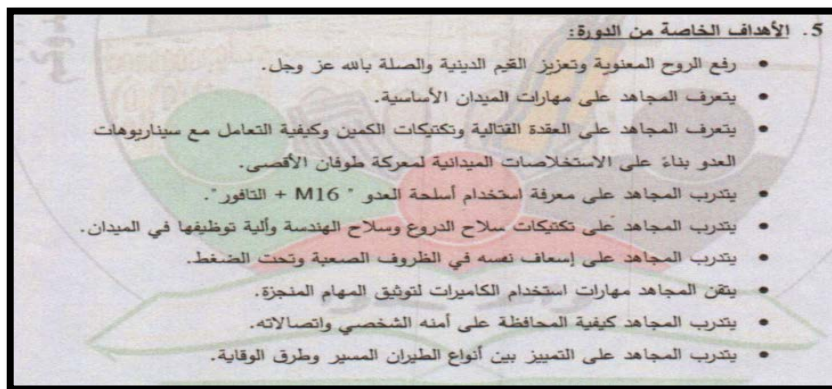 5. الأهداف الخاصة من الدورة:
• رفع الروح المعنوية وتعزيز القيم الدينية والصلة بالله عز وجل.
• يتعرف المجاهد على مهارات الميدان الأساسية.
• يتعرف المجاهد على العقدة القتالية وتكتيكات الكمين وكيفية التعامل مع سيناريوهات
العدو بناءً على الاستخلاصات الميدانية لمعركة طوفان الأقصى.
• يتدرب المجاهد على معرفة استخدام أسلحة العدو " M16 + التافور".
• يتدرب المجاهد على تكتيكات سلاح الدروع وسلاح الهندسة وألية توظيفها في الميدان.
• يتدرب المجاهد على إسعاف نفسه في الظروف الصعبة وتحت الضغط.
• يتقن المجاهد مهارات استخدام الكاميرات لتوثيق المهام المنجزة.
• يتدرب المجاهد كيفية المحافظة على أمنه الشخصي واتصالاته.
• يتدرب المجاهد على التمييز بين أنواع الطيران المسير وطرق الوقاية.